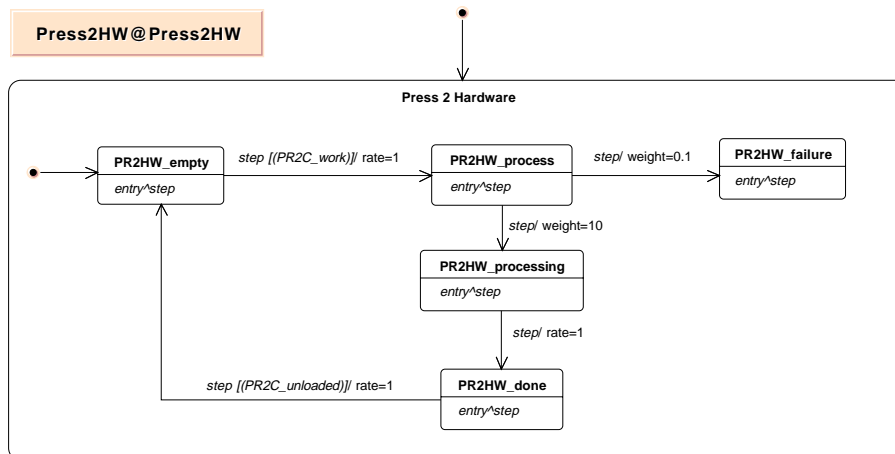 Press2HW@Press2HW
Press 2 Hardware
PR2HW_empty
entry^step
step [(PR2C_work)]/ rate=1
PR2HW_process
entry^step
step/ weight=0.1
PR2HW_failure
entry^step
step/ weight=10
PR2HW_processing
entry^step
step/ rate=1
step [(PR2C_unloaded)]/ rate=1
PR2HW_done
entry^step